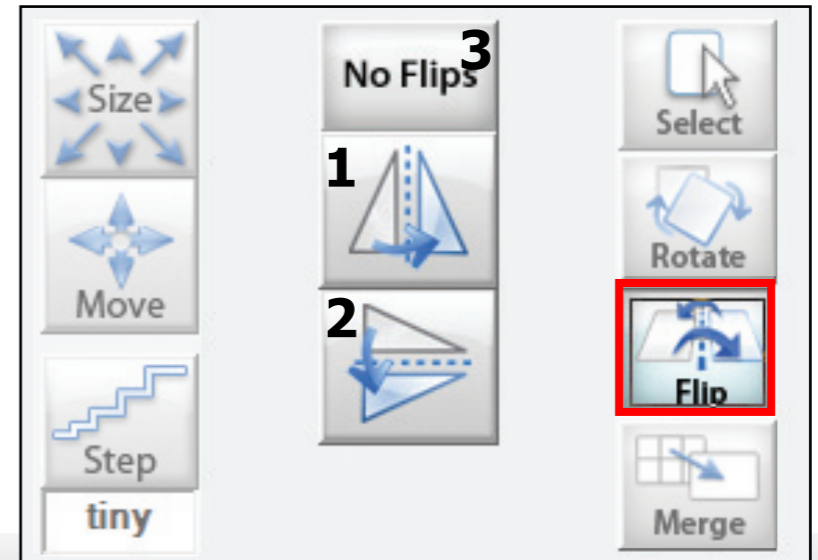 Size
Move
Step
tiny
No Flips
3
1
2
Select
Rotate
Flip
Merge